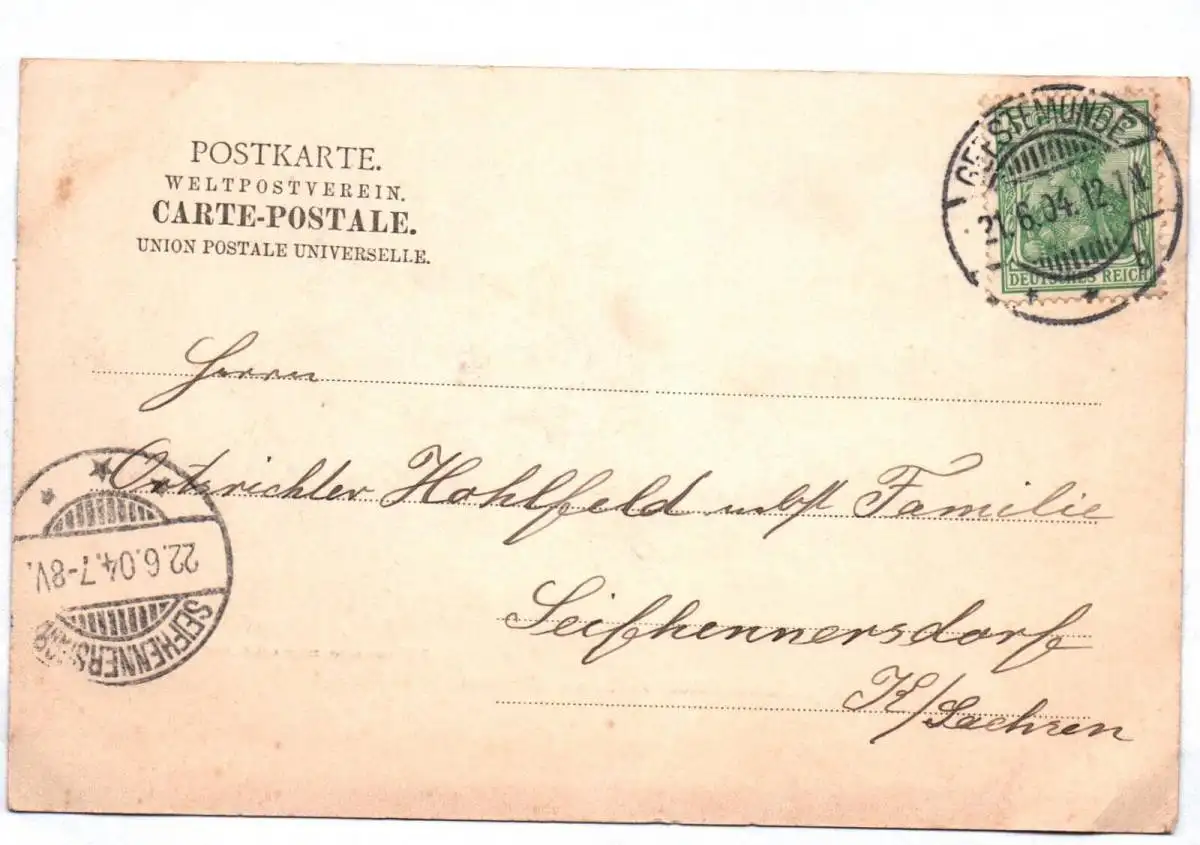 POSTKARTE.
WELTPOSTVEREIN.
CARTE-POSTALE.
UNION POSTALE UNIVERSELLE.
GEESTEMÜNDE
21.6.04. 12-1N.
DEUTSCHES REICH
Herrn
Ortsrichter Hohlfeld nebst Familie
Seifhennersdorf
K/Sachsen
22.6.04. 7-8V.
SEIFHENNERSDORF